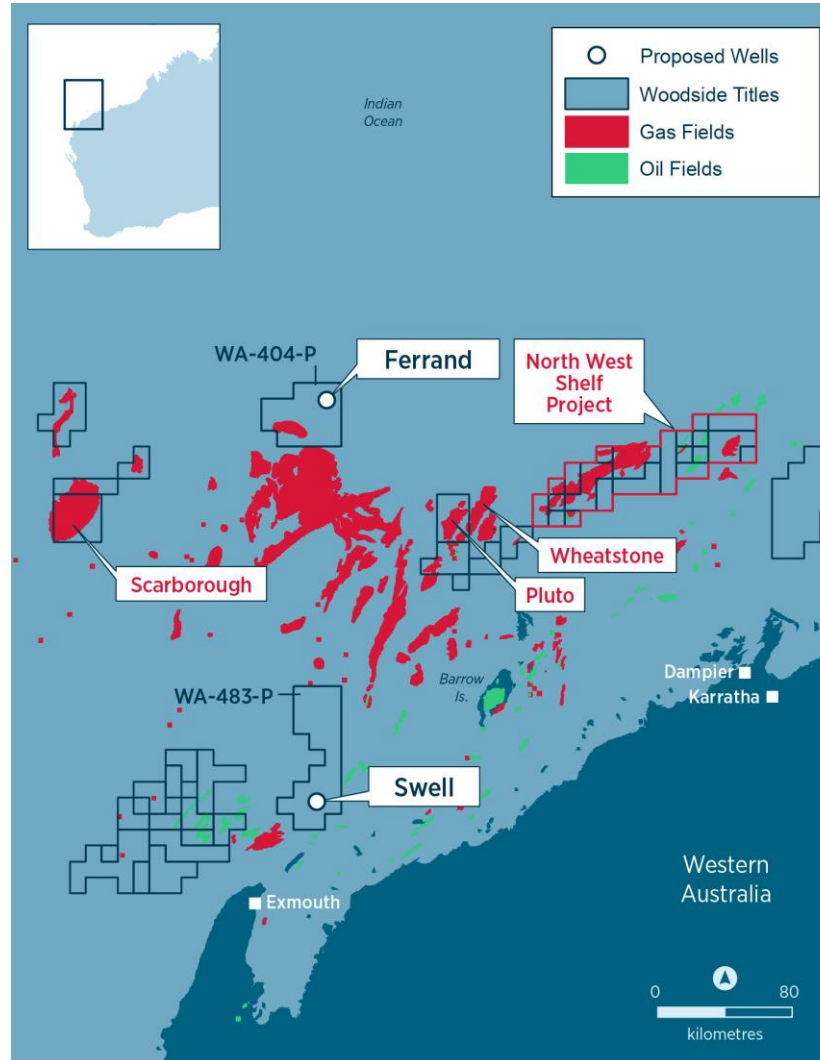 Indian
Ocean
Proposed Wells
Woodside Titles
Gas Fields
Oil Fields
WA-404-P
Ferrand
North West
Shelf
Project
Scarborough
Wheatstone
Pluto
Barrow
Is.
Dampier
Karratha
WA-483-P
Swell
Exmouth
Western
Australia
0 80
kilometres